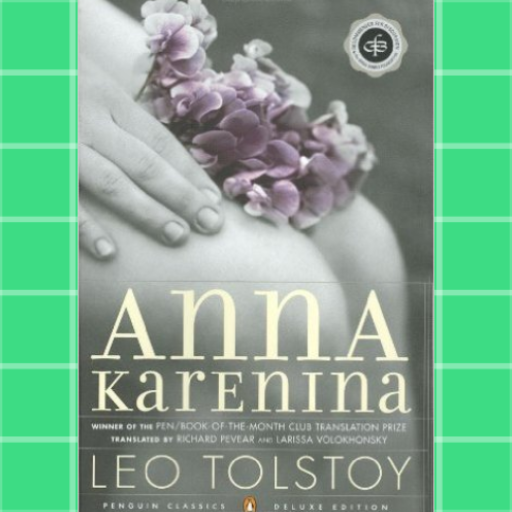 AnnA
KarEnina
WINNER OF THE PEN/BOOK-OF-THE-MONTH CLUB TRANSLATION PRIZE
TRANSLATED BY RICHARD PEVEAR AND LARISSA VOLOKHONSKY
LEO TOLSTOY
PENGUIN CLASSICS DELUXE EDITION